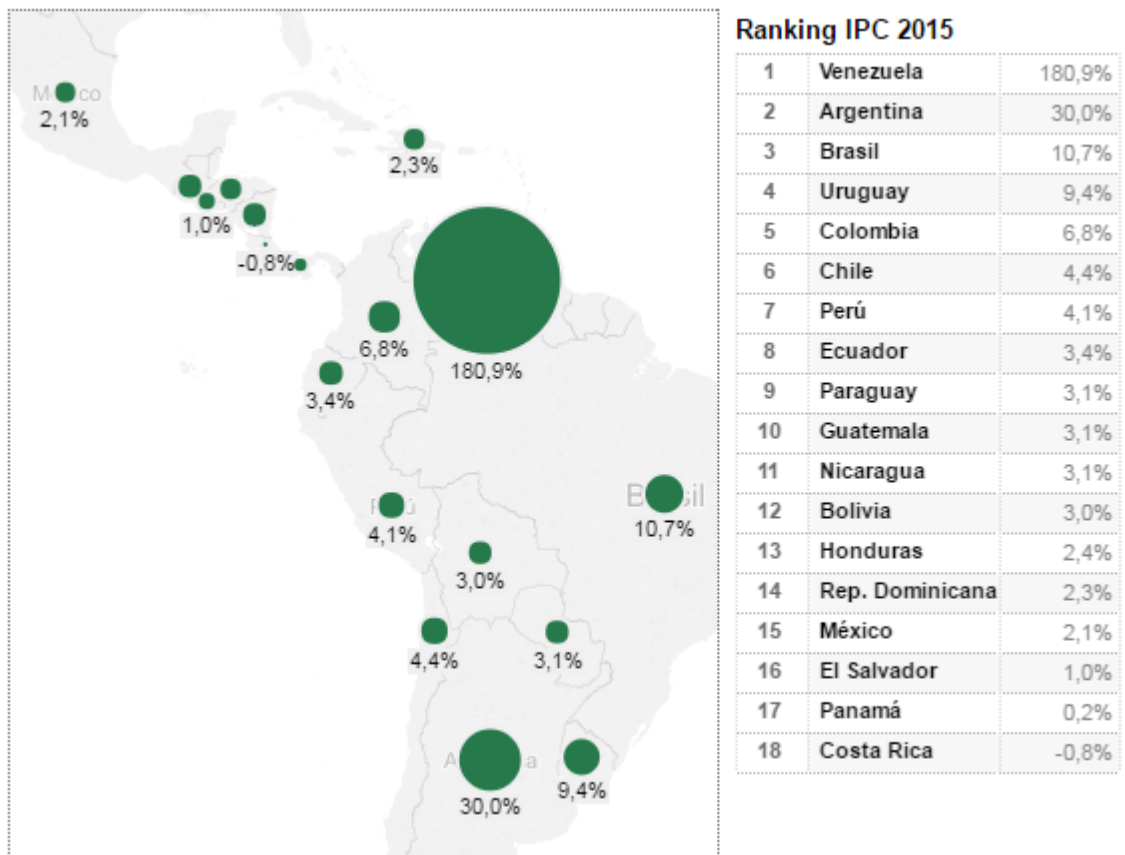 M co
2,1%
2,3%
1,0%
-0,8%
6,8%
180,9%
3,4%
B sil
10,7%
P ú
4,1%
3,0%
4,4%
3,1%
A a
30,0%
9,4%
Ranking IPC 2015
1 Venezuela 180,9%
2 Argentina 30,0%
3 Brasil 10,7%
4 Uruguay 9,4%
5 Colombia 6,8%
6 Chile 4,4%
7 Perú 4,1%
8 Ecuador 3,4%
9 Paraguay 3,1%
10 Guatemala 3,1%
11 Nicaragua 3,1%
12 Bolivia 3,0%
13 Honduras 2,4%
14 Rep. Dominicana 2,3%
15 México 2,1%
16 El Salvador 1,0%
17 Panamá 0,2%
18 Costa Rica -0,8%